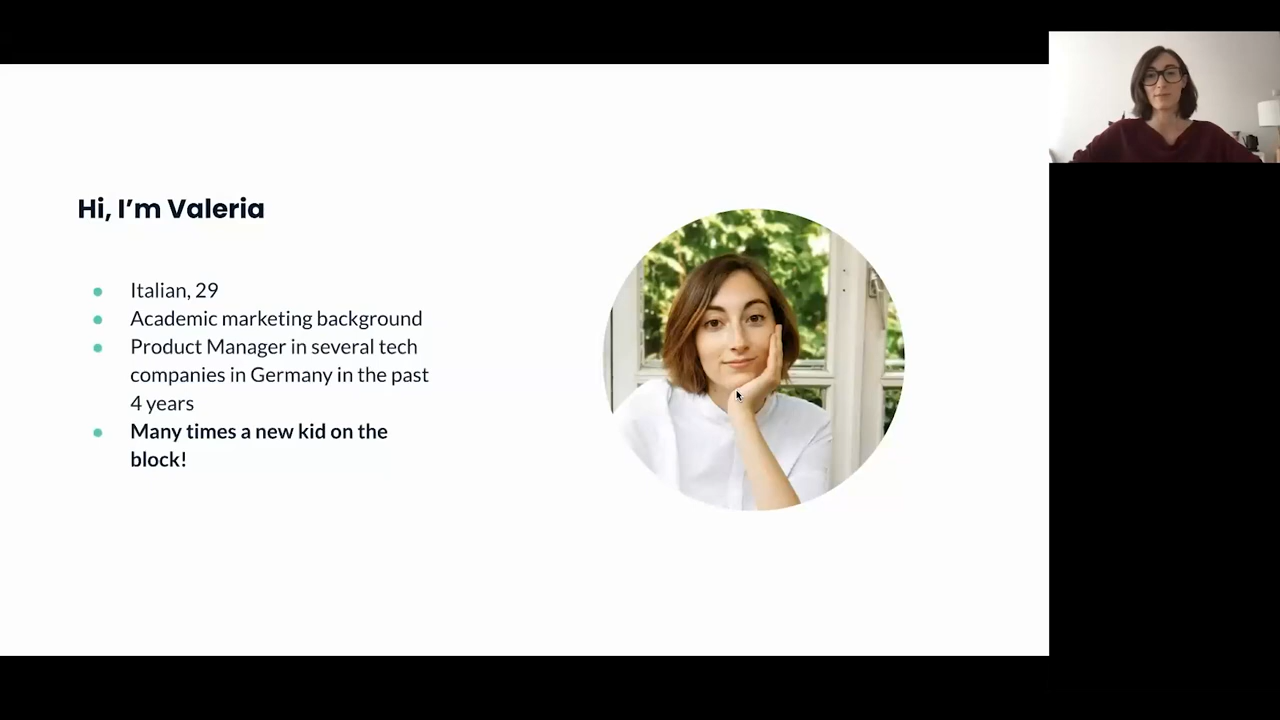 Hi, I'm Valeria
Italian, 29
Academic marketing background
Product Manager in several tech
companies in Germany in the past
4 years
Many times a new kid on the
block!